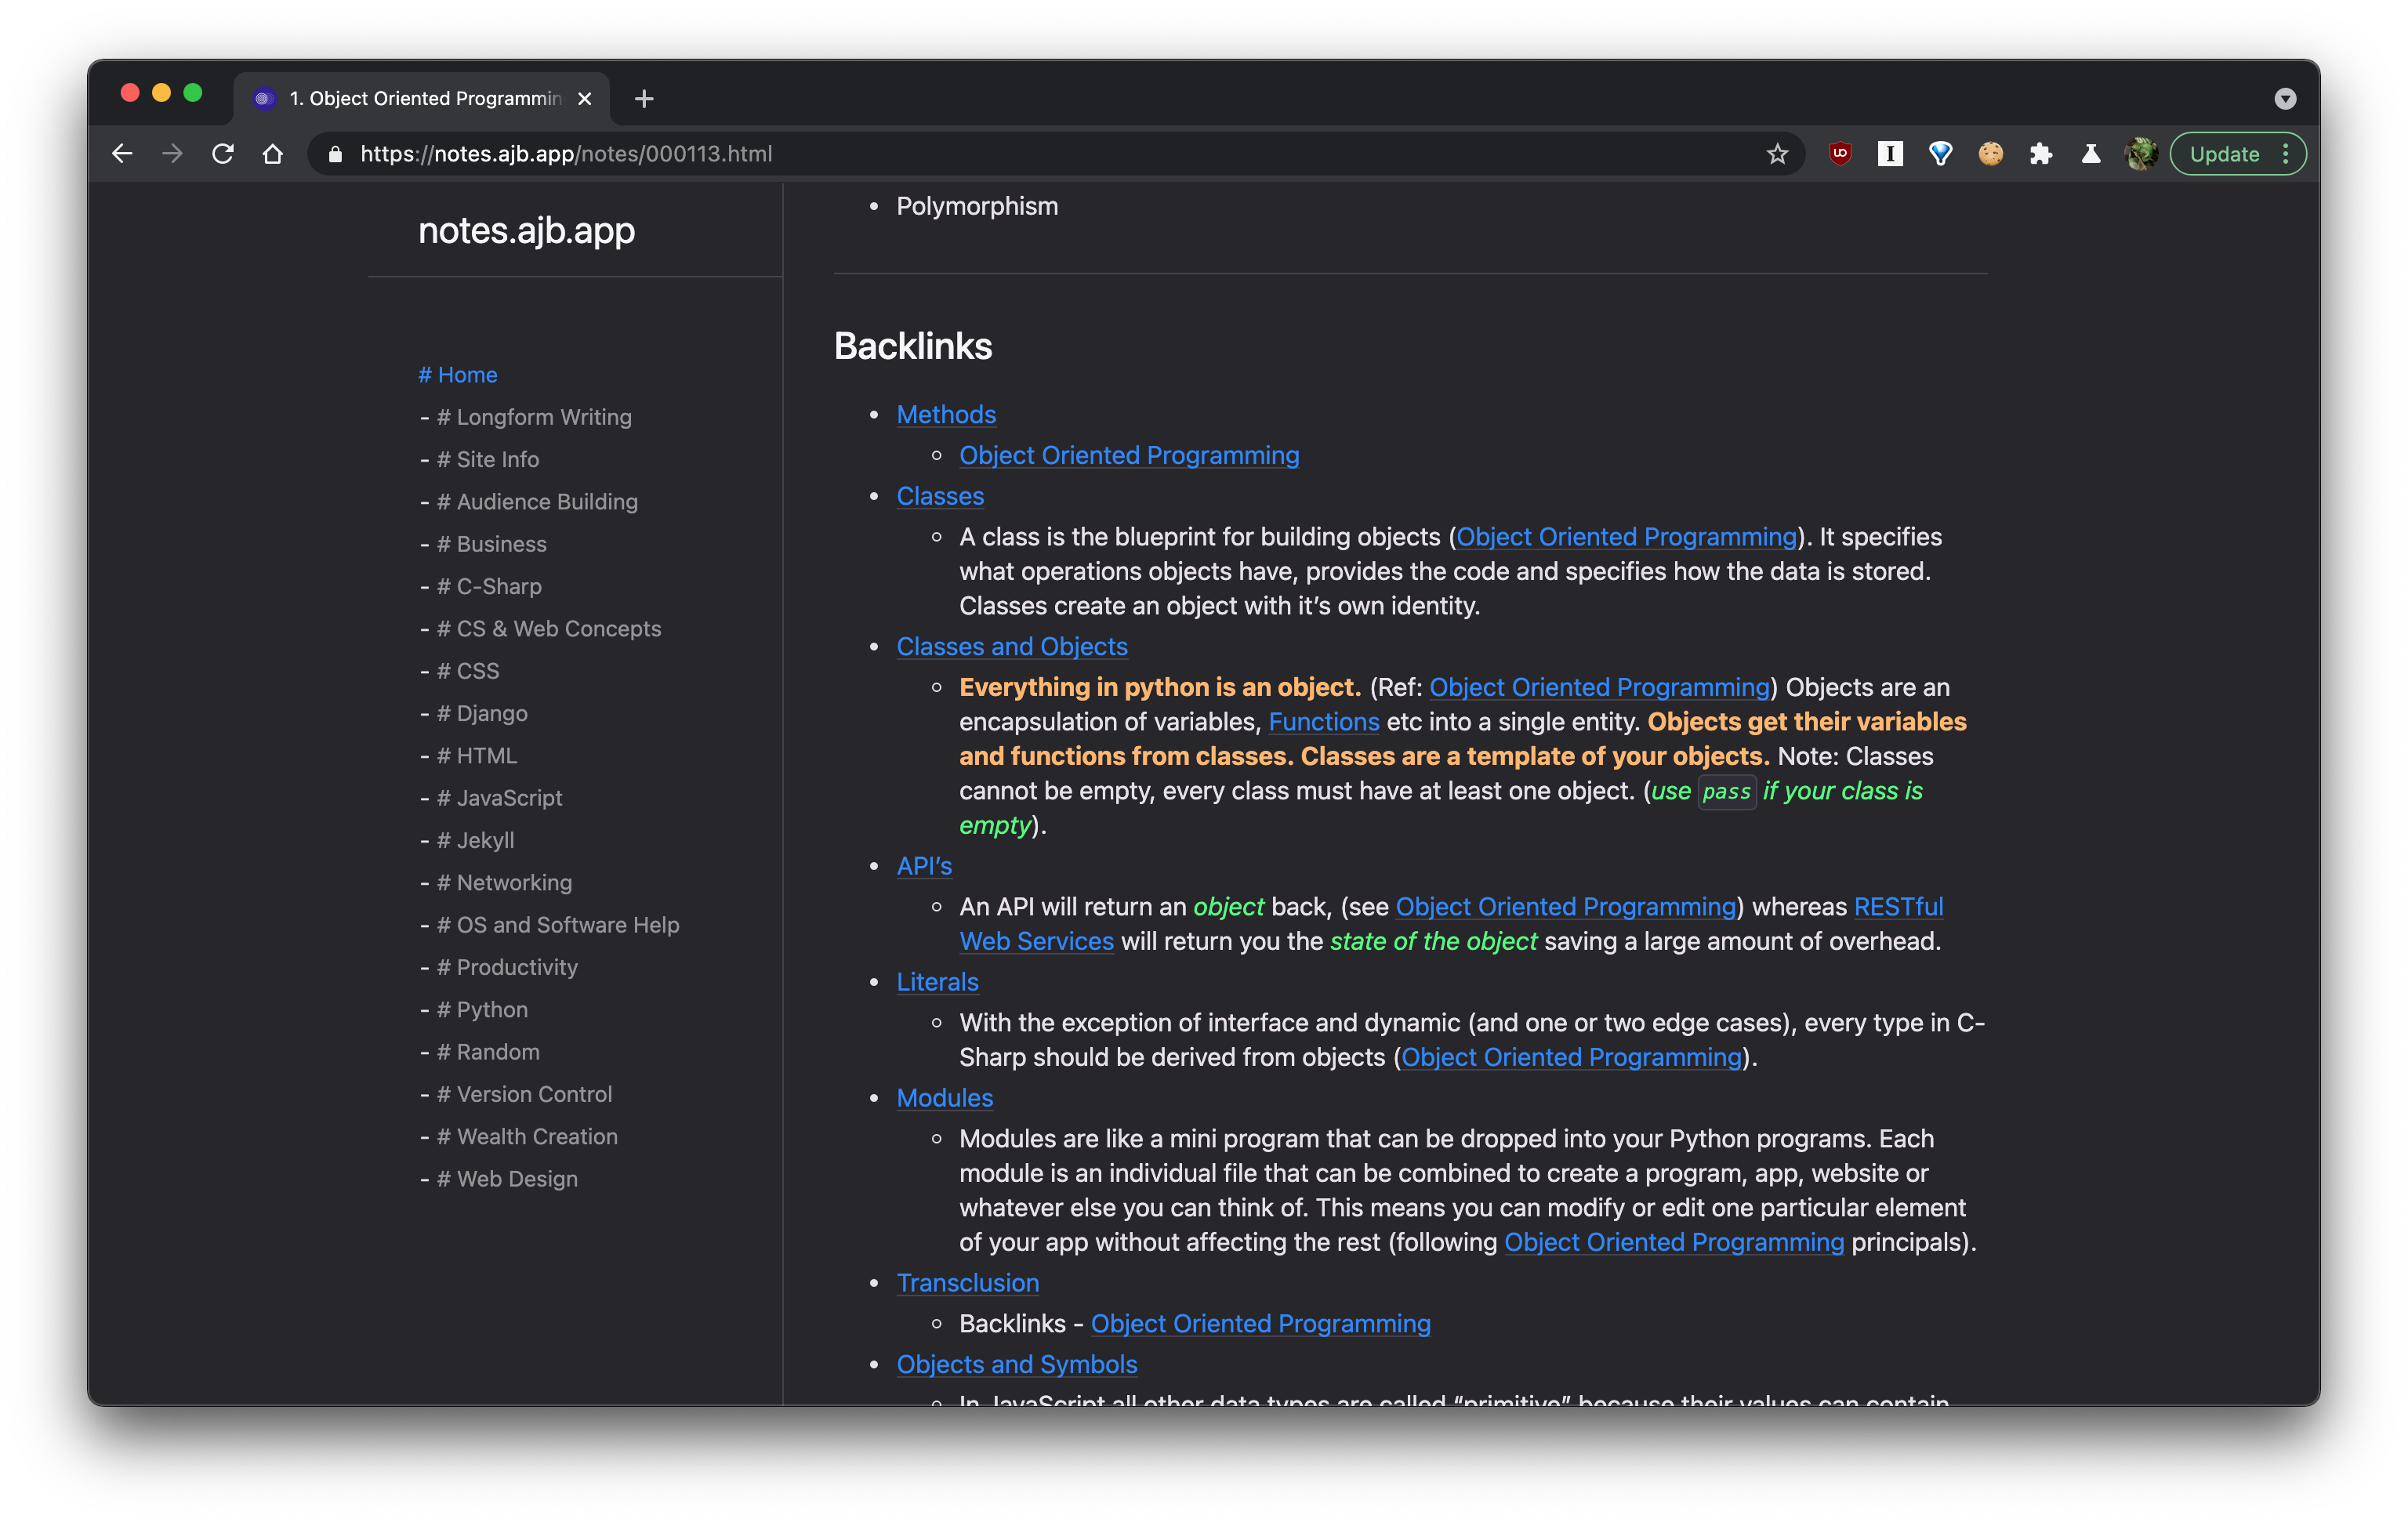 1. Object Oriented Programmin
https://notes.ajb.app/notes/000113.html
Update
notes.ajb.app
# Home
- # Longform Writing
- # Site Info
- # Audience Building
- # Business
- # C-Sharp
- # CS & Web Concepts
- # CSS
- # Django
- # HTML
- # JavaScript
- # Jekyll
- # Networking
- # OS and Software Help
- # Productivity
- # Python
- # Random
- # Version Control
- # Wealth Creation
- # Web Design
• Polymorphism
Backlinks
• Methods
◦ Object Oriented Programming
• Classes
◦ A class is the blueprint for building objects (Object Oriented Programming). It specifies
what operations objects have, provides the code and specifies how the data is stored.
Classes create an object with it’s own identity.
• Classes and Objects
◦ Everything in python is an object. (Ref: Object Oriented Programming) Objects are an
encapsulation of variables, Functions etc into a single entity. Objects get their variables
and functions from classes. Classes are a template of your objects. Note: Classes
cannot be empty, every class must have at least one object. (use pass if your class is
empty).
• API’s
◦ An API will return an object back, (see Object Oriented Programming) whereas RESTful
Web Services will return you the state of the object saving a large amount of overhead.
• Literals
◦ With the exception of interface and dynamic (and one or two edge cases), every type in C-
Sharp should be derived from objects (Object Oriented Programming).
• Modules
◦ Modules are like a mini program that can be dropped into your Python programs. Each
module is an individual file that can be combined to create a program, app, website or
whatever else you can think of. This means you can modify or edit one particular element
of your app without affecting the rest (following Object Oriented Programming principals).
• Transclusion
◦ Backlinks - Object Oriented Programming
• Objects and Symbols
◦ In JavaScript all other data types are called “primitive” because their values can contain